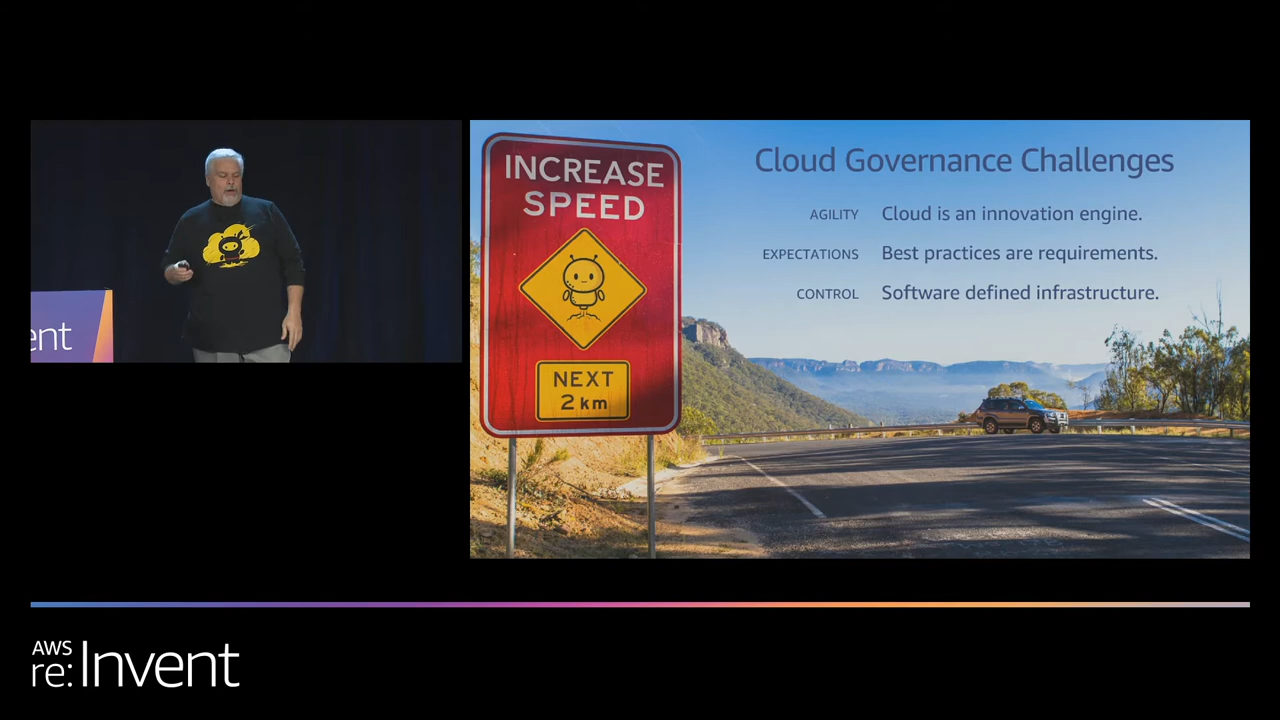 ent
INCREASE
SPEED
NEXT
2 km
Cloud Governance Challenges
AGILITY Cloud is an innovation engine.
EXPECTATIONS Best practices are requirements.
CONTROL Software defined infrastructure.
AWS
re:Invent